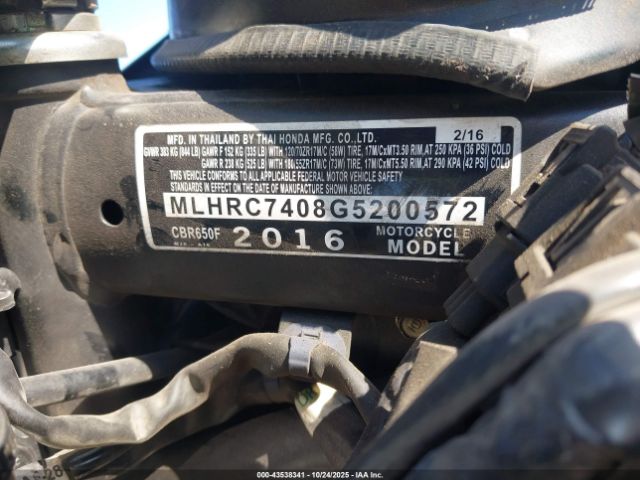 MFD. IN THAILAND BY THAI HONDA MFG. CO., LTD. 2/16
GVWR 383 KG (844 LB) GAWR F 152 KG 335 LB) WITH 120/70ZR17M/C (58W) TIRE, 17M/CxMT3.50 RIM, AT 250 KPA (36 PSI) COLD
GAWR R 238 KG 525 LB) WITH 180/55ZR17M/C (73W) TIRE, 17M/CxMT5.50 RIM, AT 290 KPA (42 PSI) COLD
THIS VEHICLE CONFORMS TO ALL APPLICABLE FEDERAL MOTOR VEHICLE SAFETY
STANDARDS IN EFFECT ON THE DATE OF MANUFACTURE SHOWN ABOVE.
MLHRC7408G5200572
CBR650F 2016 MOTORCYCLE
MODEL
000-43538341 - 10/24/2025 - COPYRIGHT © IAA, LLC.